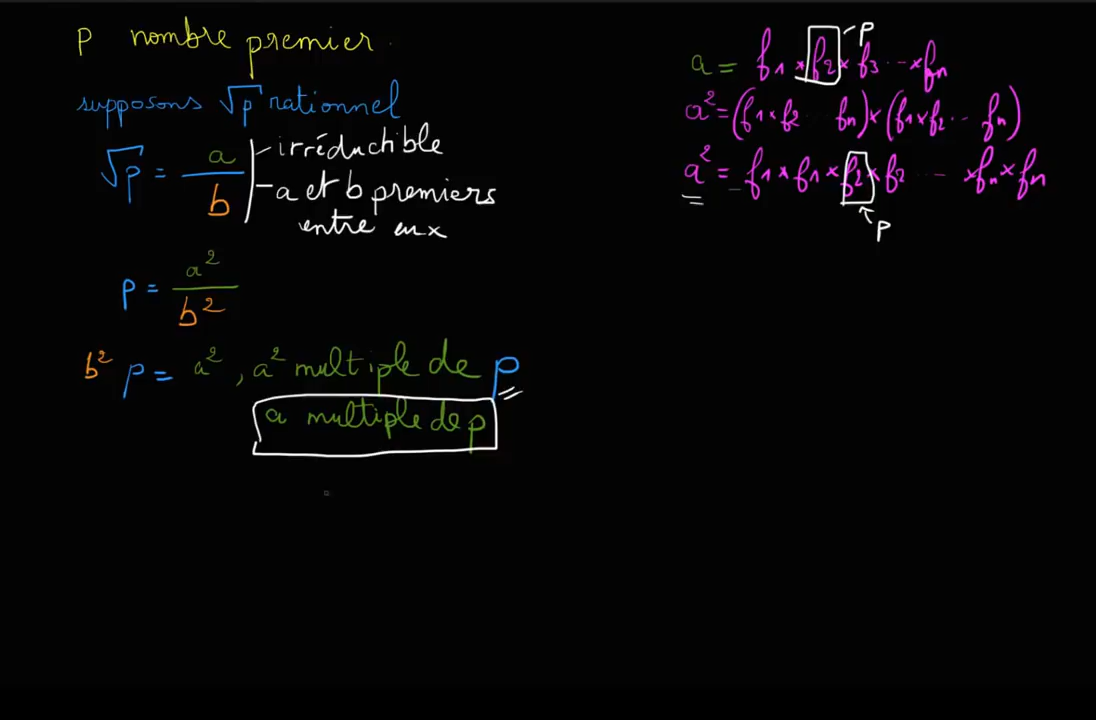 p nombre premier.
supposons √p rationnel
√p = a/b
irréductible
a et b premiers
entre eux
p = a²/b²
b² p = a², a² multiple de p
a multiple de p
a = f1 × f2 × f3 ... × fn
p
a² = (f1 × f2 ... fn) × (f1 × f2 ... fn)
a² = f1 × f1 × f2 × f2 ... × fn × fn
p